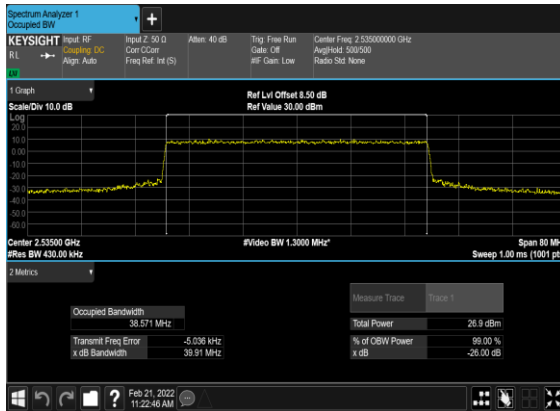 Spectrum Analyzer 1
Occupied BW
KEYSIGHT Input: RF Input Z: 50 Ω Atten: 40 dB Trig: Free Run Center Freq: 2.535000000 GHz
RL Coupling: DC Corr CCorr Gate: Off Avg|Hold: 500/500
Align: Auto Freq Ref: Int (S) #IF Gain: Low Radio Std: None
LXI
1 Graph Ref Lvl Offset 8.50 dB
Scale/Div 10.0 dB Ref Value 30.00 dBm
Log
20.0
10.0
0.00
-10.0
-20.0
-30.0
-40.0
-50.0
-60.0
Center 2.53500 GHz #Video BW 1.3000 MHz* Span 80 MH
#Res BW 430.00 kHz Sweep 1.00 ms (1001 pt
2 Metrics
Measure Trace Trace 1
Occupied Bandwidth
38.571 MHz Total Power 26.9 dBm
Transmit Freq Error -5.036 kHz % of OBW Power 99.00 %
x dB Bandwidth 39.91 MHz x dB -26.00 dB
? Feb 21, 2022
11:22:46 AM